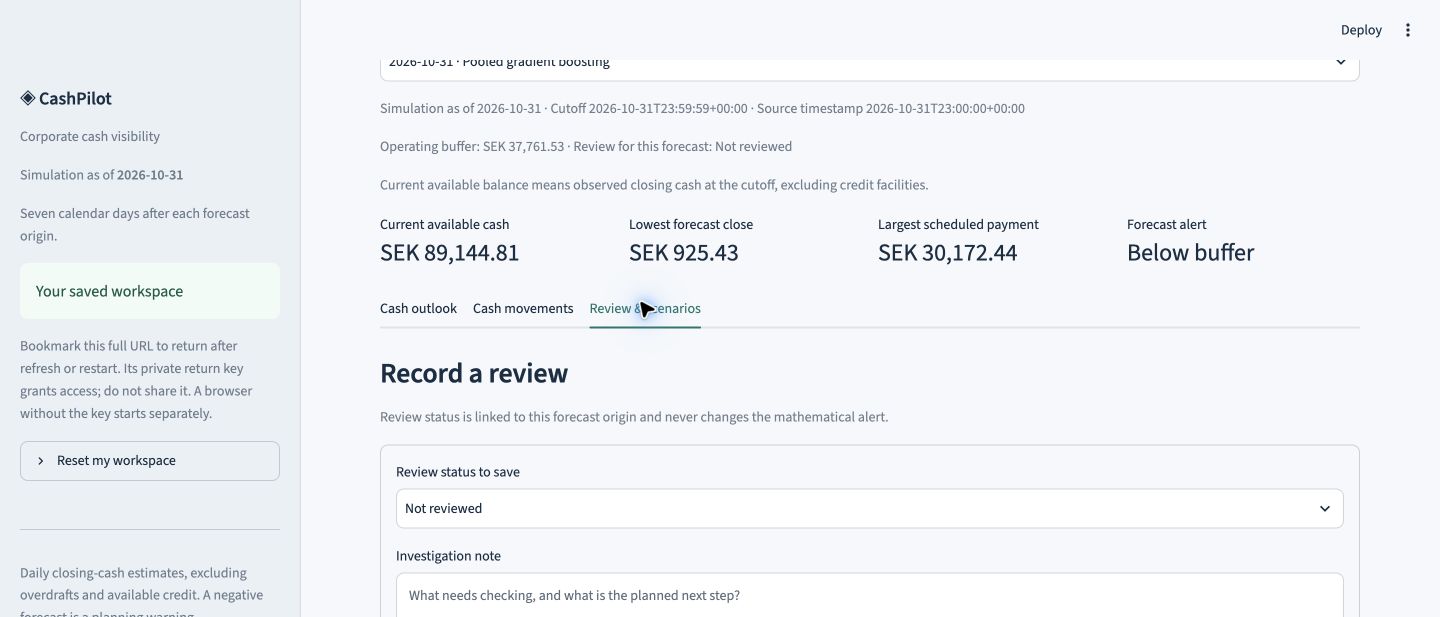 Deploy
◈ CashPilot
Corporate cash visibility
Simulation as of 2026-10-31
Seven calendar days after each forecast
origin.
Your saved workspace
Bookmark this full URL to return after
refresh or restart. Its private return key
grants access; do not share it. A browser
without the key starts separately.
Reset my workspace
Daily closing-cash estimates, excluding
overdrafts and available credit. A negative
forecast is a planning warning
2026-10-31 · Pooled gradient boosting
Simulation as of 2026-10-31 · Cutoff 2026-10-31T23:59:59+00:00 · Source timestamp 2026-10-31T23:00:00+00:00
Operating buffer: SEK 37,761.53 · Review for this forecast: Not reviewed
Current available balance means observed closing cash at the cutoff, excluding credit facilities.
Current available cash
SEK 89,144.81
Lowest forecast close
SEK 925.43
Largest scheduled payment
SEK 30,172.44
Forecast alert
Below buffer
Cash outlook
Cash movements
Review & Scenarios
Record a review
Review status is linked to this forecast origin and never changes the mathematical alert.
Review status to save
Not reviewed
Investigation note
What needs checking, and what is the planned next step?